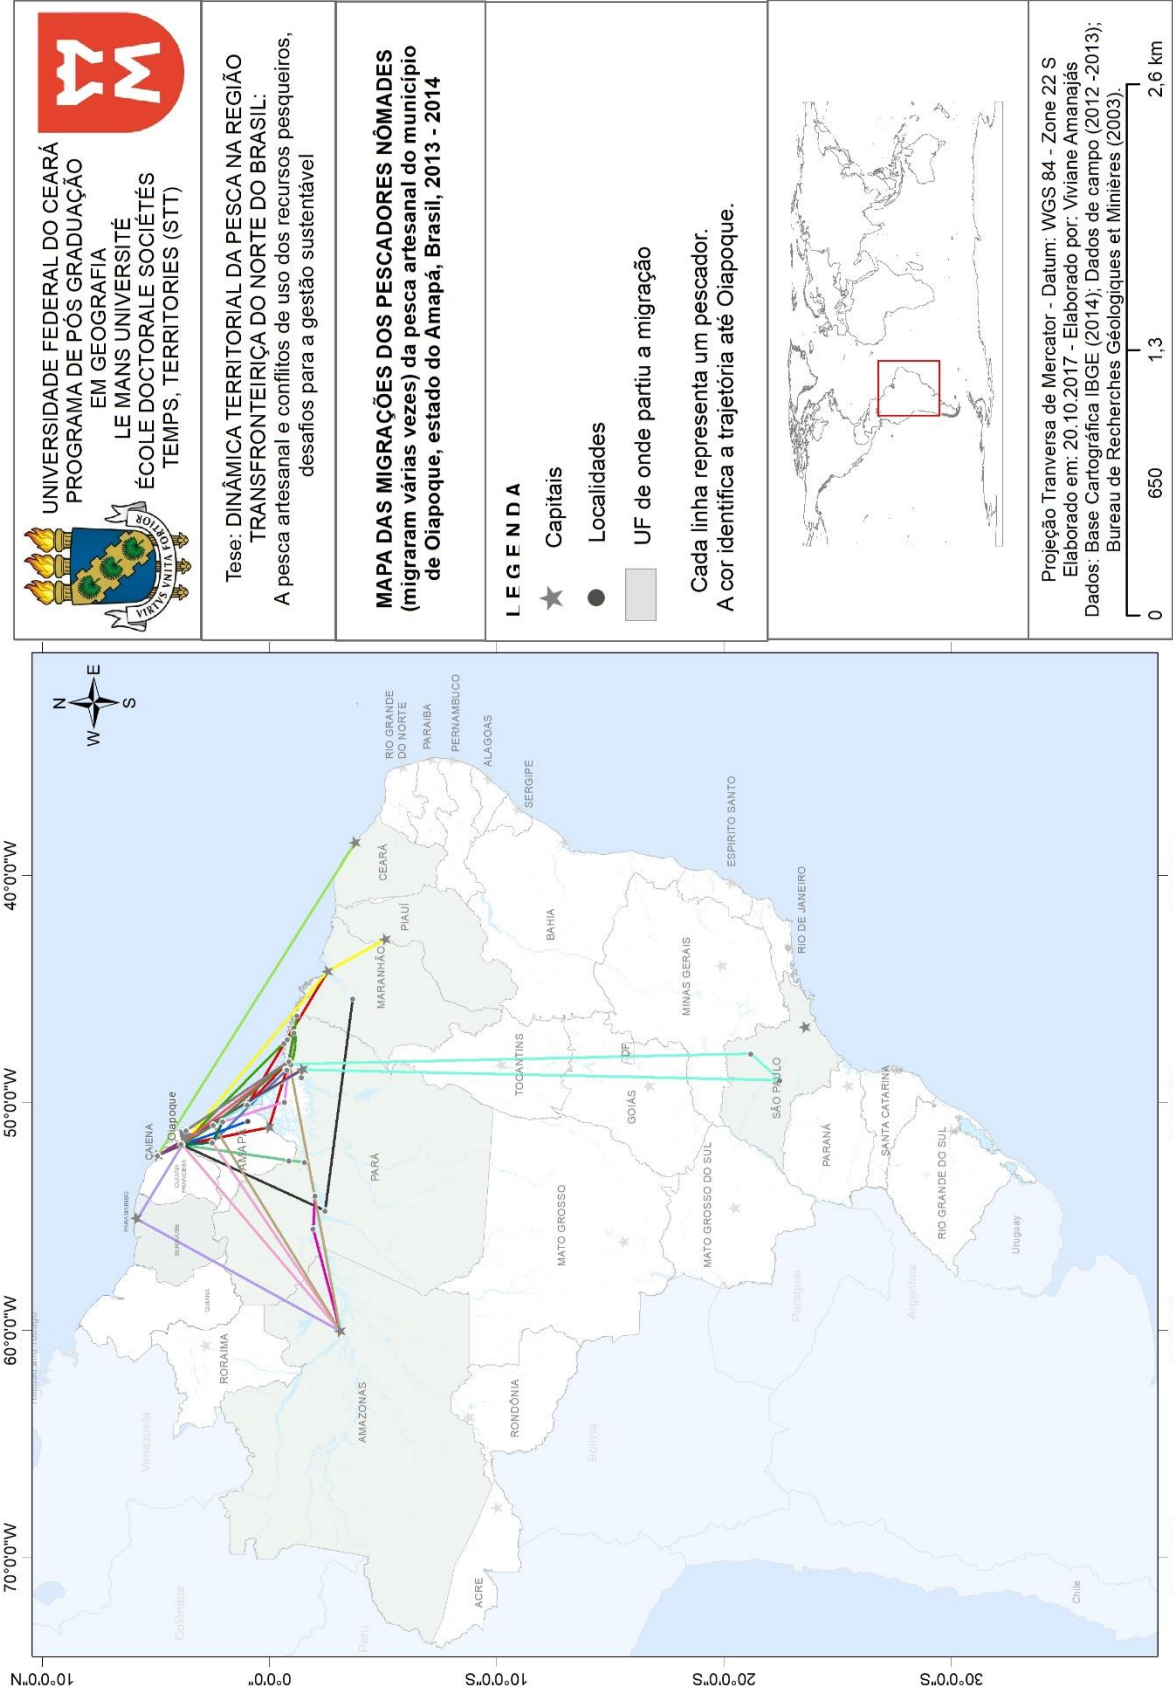 UNIVERSIDADE FEDERAL DO CEARÁ
PROGRAMA DE PÓS GRADUAÇÃO
EM GEOGRAFIA
LE MANS UNIVERSITÉ
ÉCOLE DOCTORALE SOCIÉTÉS
TEMPS, TERRITORIES (STT)
VIRTVS VNITA FORTIOR
Tese: DINÂMICA TERRITORIAL DA PESCA NA REGIÃO
TRANSFRONTEIRIÇA DO NORTE DO BRASIL:
A pesca artesanal e conflitos de uso dos recursos pesqueiros,
desafios para a gestão sustentável
MAPA DAS MIGRAÇÕES DOS PESCADORES NÔMADES
(migraram várias vezes) da pesca artesanal do município
de Oiapoque, estado do Amapá, Brasil, 2013 - 2014
LEGENDA
Capitais
Localidades
UF de onde partiu a migração
Cada linha representa um pescador.
A cor identifica a trajetória até Oiapoque.
Projeção Tranversa de Mercator - Datum: WGS 84 - Zone 22 S
Elaborado em: 20.10.2017 - Elaborado por: Viviane Amanajás
Dados: Base Cartográfica IBGE (2014); Dados de campo (2012 -2013);
Bureau de Recherches Géologiques et Minières (2003).
0 650 1,3 2,6 km
70°0'0"W 60°0'0"W 50°0'0"W 40°0'0"W
10°0'0"N
0°0'0"
10°0'0"S
20°0'0"S
30°0'0"S
N
W E
S
Venezuela
Colômbia
Peru
Bolívia
Chile
Paraguai
Argentina
Uruguay
PARAMARIBO
SURINAME
GUIANA
GUIANA
FRANCESA
CAIENA
Oiapoque
RORAIMA
AMAPÁ
AMAZONAS
PARÁ
MARANHÃO
PIAUÍ
CEARÁ
RIO GRANDE
DO NORTE
PARAIBA
PERNAMBUCO
ALAGOAS
SERGIPE
ACRE
RONDÔNIA
MATO GROSSO
TOCANTINS
BAHIA
GOIÁS
DF
MINAS GERAIS
ESPIRITO SANTO
MATO GROSSO DO SUL
SÃO PAULO
RIO DE JANEIRO
PARANÁ
SANTA CATARINA
RIO GRANDE DO SUL